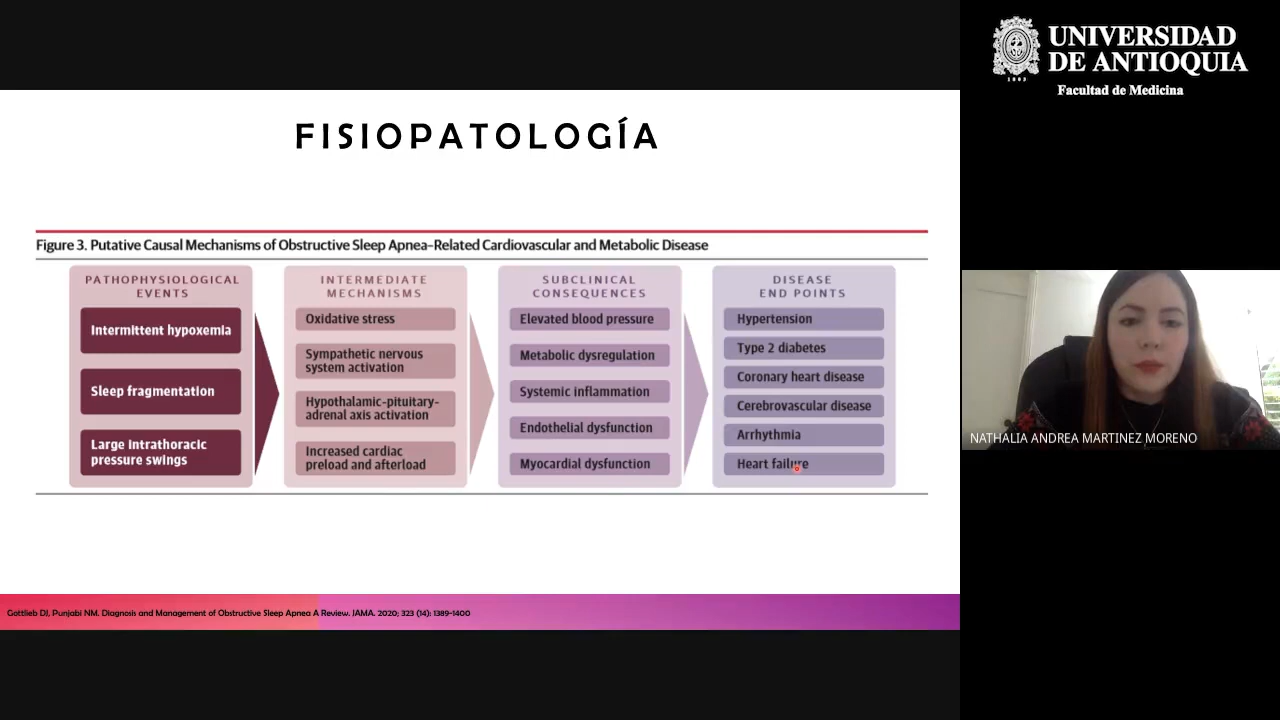 FISIOPATOLOGÍA
Figure 3. Putative Causal Mechanisms of Obstructive Sleep Apnea–Related Cardiovascular and Metabolic Disease
PATHOPHYSIOLOGICAL
EVENTS
Intermittent hypoxemia
Sleep fragmentation
Large intrathoracic
pressure swings
INTERMEDIATE
MECHANISMS
Oxidative stress
Sympathetic nervous
system activation
Hypothalamic-pituitary-
adrenal axis activation
Increased cardiac
preload and afterload
SUBCLINICAL
CONSEQUENCES
Elevated blood pressure
Metabolic dysregulation
Systemic inflammation
Endothelial dysfunction
Myocardial dysfunction
DISEASE
END POINTS
Hypertension
Type 2 diabetes
Coronary heart disease
Cerebrovascular disease
Arrhythmia
Heart failure
Gottlieb DJ, Punjabi NM. Diagnosis and Management of Obstructive Sleep Apnea A Review. JAMA. 2020; 323 (14): 1389-1400
UNIVERSIDAD
DE ANTIOQUIA
1803
Facultad de Medicina
NATHALIA ANDREA MARTINEZ MORENO